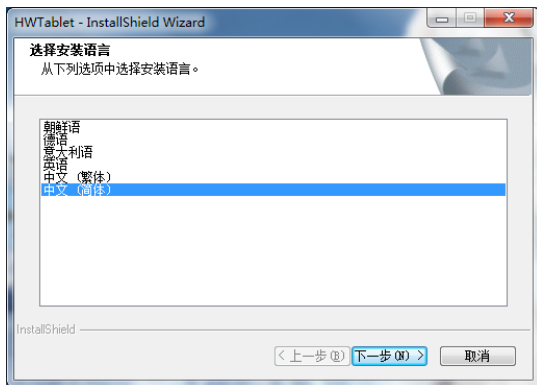 HWTablet - InstallShield Wizard
选择安装语言
从下列选项中选择安装语言。
朝鲜语
德语
意大利语
英语
中文 (繁体)
中文 (简体)
InstallShield
< 上一步(B) 下一步(N) > 取消